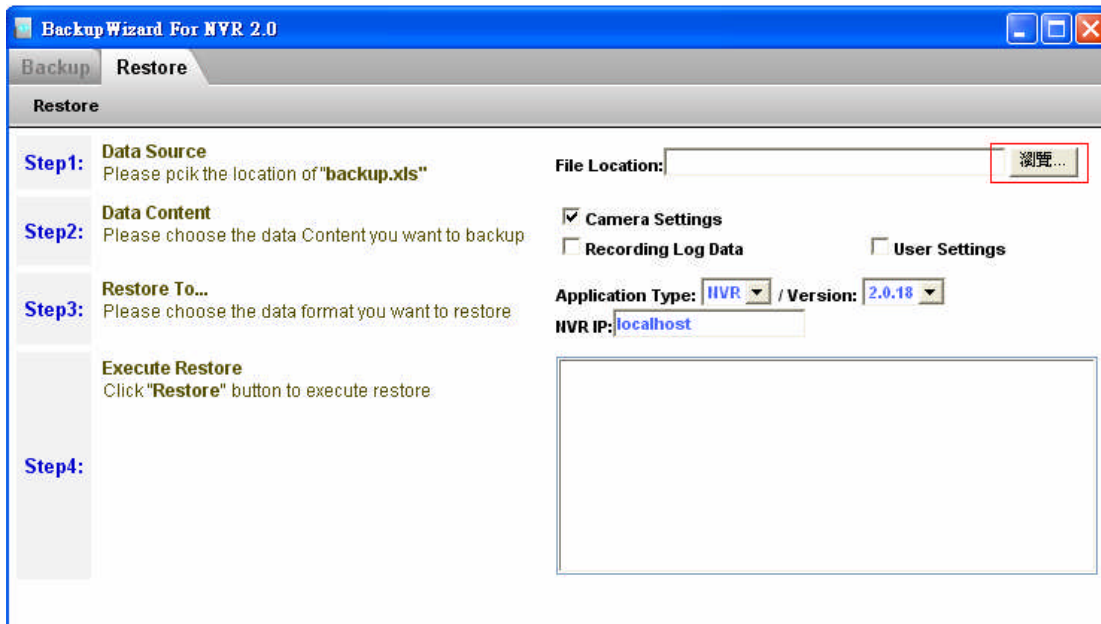 BackupWizard For NVR 2.0
Backup Restore
Restore
Step1:
Data Source
Please pcik the location of "backup.xls"
File Location: 瀏覽...
Step2:
Data Content
Please choose the data Content you want to backup
Camera Settings
Recording Log Data User Settings
Step3:
Restore To...
Please choose the data format you want to restore
Application Type: NVR / Version: 2.0.18
NVR IP: localhost
Step4:
Execute Restore
Click "Restore" button to execute restore